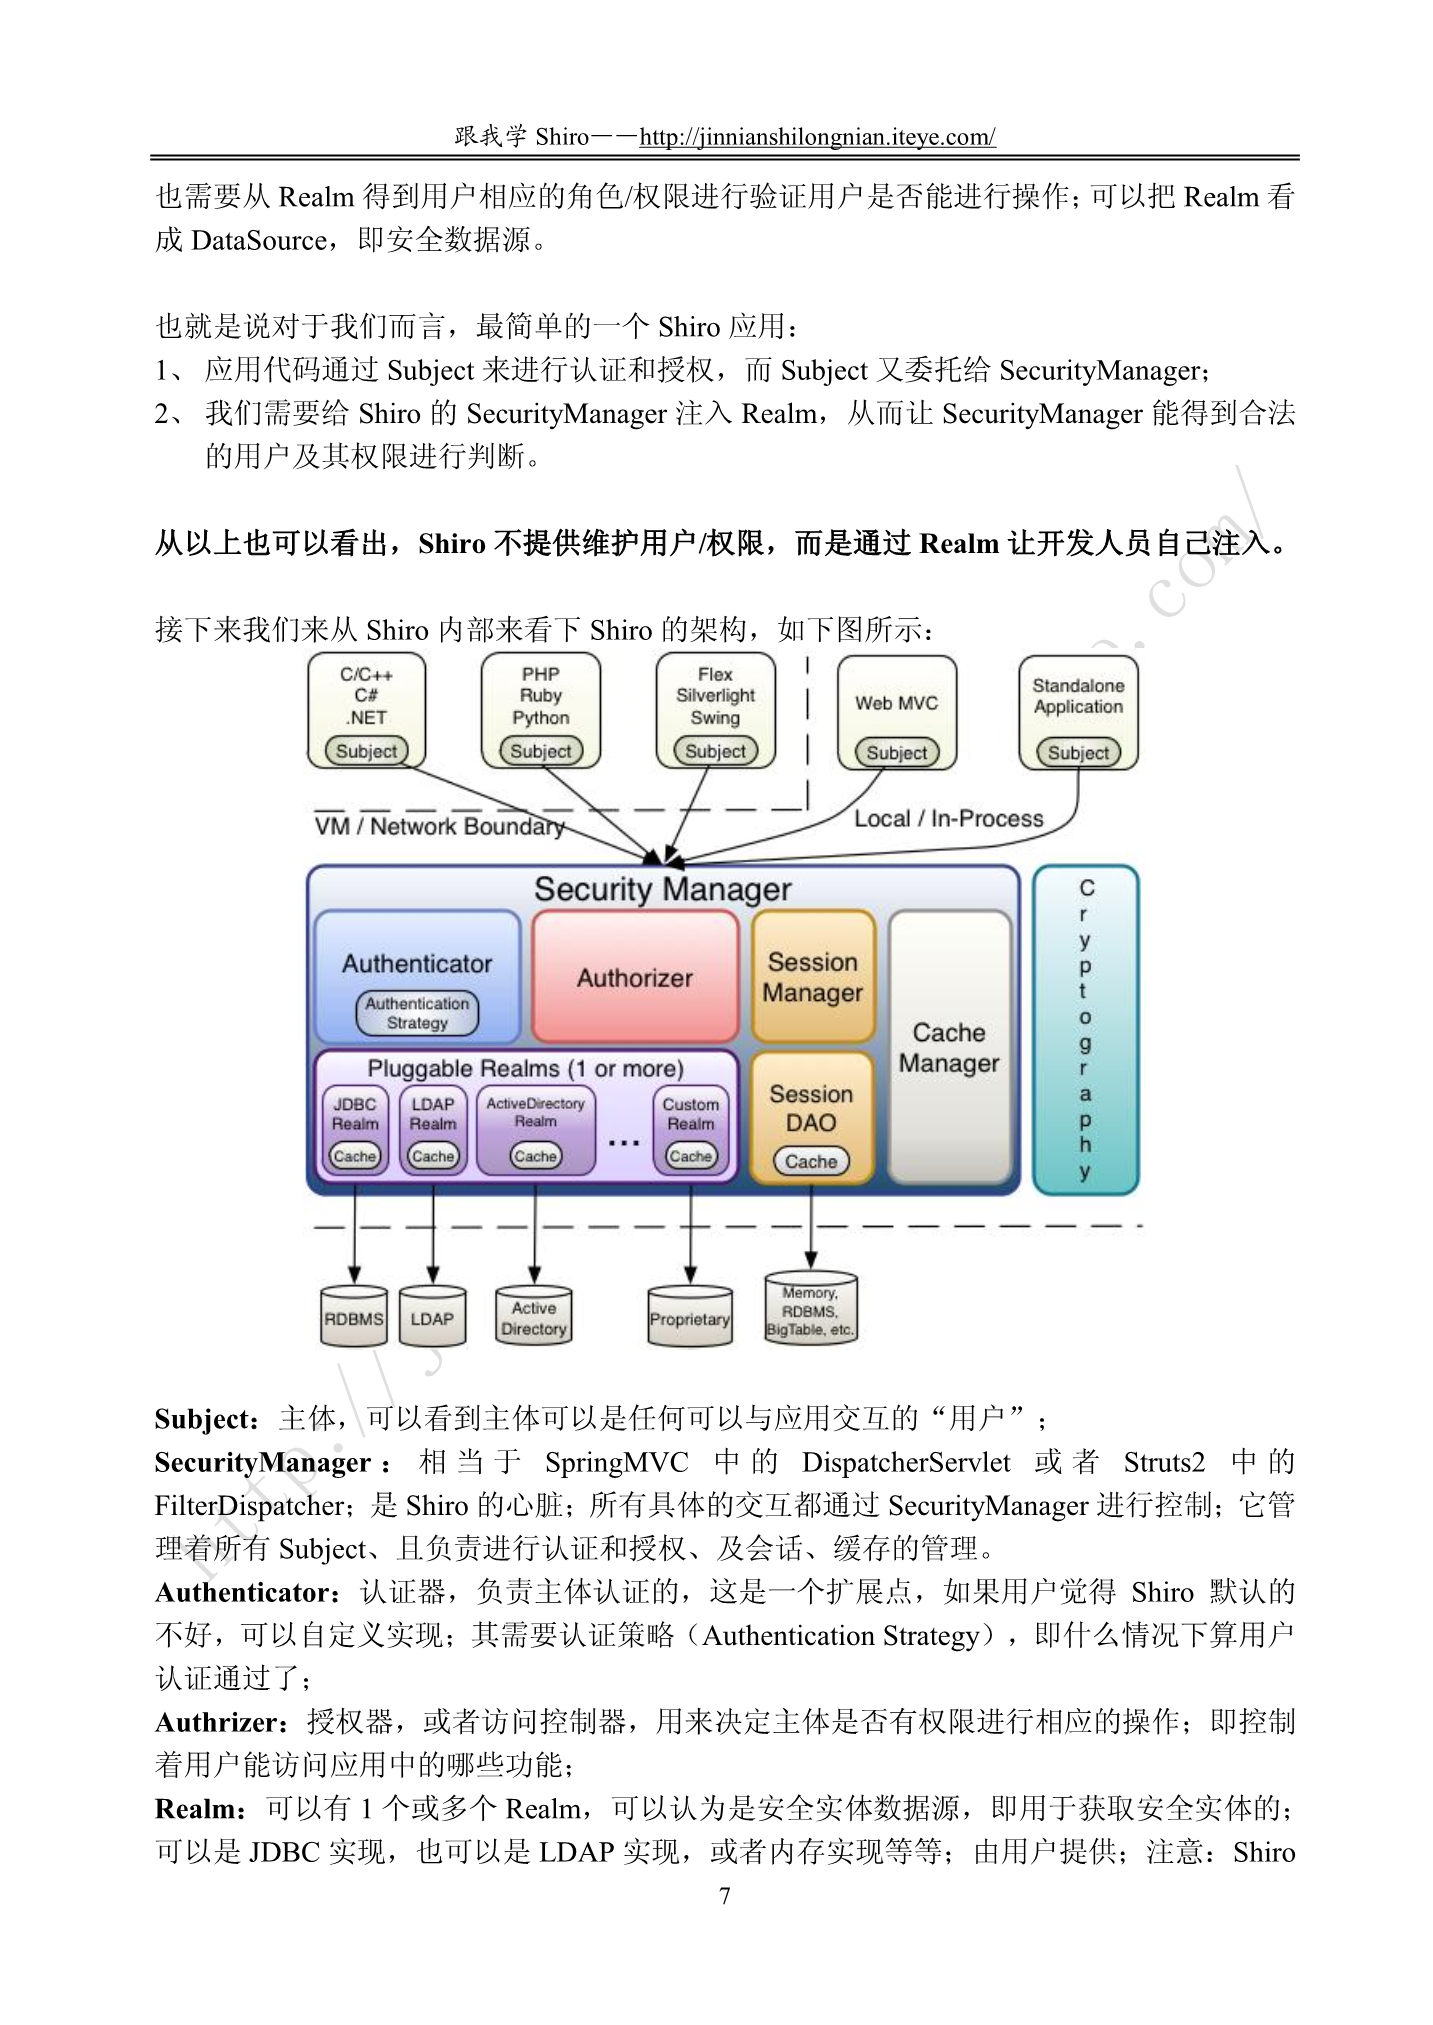 跟我学 Shiro——http://jinnianshilongnian.iteye.com/
也需要从 Realm 得到用户相应的角色/权限进行验证用户是否能进行操作；可以把 Realm 看
成 DataSource，即安全数据源。
也就是说对于我们而言，最简单的一个 Shiro 应用：
1、 应用代码通过 Subject 来进行认证和授权，而 Subject 又委托给 SecurityManager；
2、 我们需要给 Shiro 的 SecurityManager 注入 Realm，从而让 SecurityManager 能得到合法
的用户及其权限进行判断。
从以上也可以看出，Shiro 不提供维护用户/权限，而是通过 Realm 让开发人员自己注入。
接下来我们来从 Shiro 内部来看下 Shiro 的架构，如下图所示：
C/C++
C#
.NET
Subject
PHP
Ruby
Python
Subject
Flex
Silverlight
Swing
Subject
Web MVC
Subject
Standalone
Application
Subject
VM / Network Boundary
Local / In-Process
Security Manager
Authenticator
Authentication
Strategy
Authorizer
Session
Manager
Cache
Manager
Cryptography
Pluggable Realms (1 or more)
JDBC
Realm
Cache
LDAP
Realm
Cache
ActiveDirectory
Realm
Cache
...
Custom
Realm
Cache
Session
DAO
Cache
RDBMS
LDAP
Active
Directory
Proprietary
Memory,
RDBMS,
BigTable, etc.
Subject：主体，可以看到主体可以是任何可以与应用交互的“用户”；
SecurityManager：相当于 SpringMVC 中的 DispatcherServlet 或者 Struts2 中的
FilterDispatcher；是 Shiro 的心脏；所有具体的交互都通过 SecurityManager 进行控制；它管
理着所有 Subject、且负责进行认证和授权、及会话、缓存的管理。
Authenticator：认证器，负责主体认证的，这是一个扩展点，如果用户觉得 Shiro 默认的
不好，可以自定义实现；其需要认证策略（Authentication Strategy），即什么情况下算用户
认证通过了；
Authrizer：授权器，或者访问控制器，用来决定主体是否有权限进行相应的操作；即控制
着用户能访问应用中的哪些功能；
Realm：可以有 1 个或多个 Realm，可以认为是安全实体数据源，即用于获取安全实体的；
可以是 JDBC 实现，也可以是 LDAP 实现，或者内存实现等等；由用户提供；注意：Shiro
7